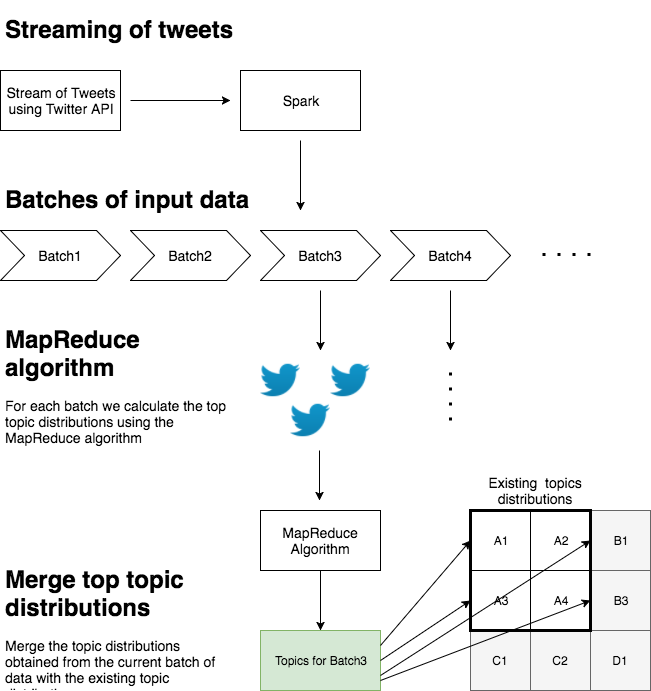 Streaming of tweets
Stream of Tweets
using Twitter API
Spark
Batches of input data
Batch1
Batch2
Batch3
Batch4
. . . .
MapReduce
algorithm
For each batch we calculate the top
topic distributions using the
MapReduce algorithm
Existing topics
distributions
MapReduce
Algorithm
A1
A2
B1
A3
A4
B3
C1
C2
D1
Merge top topic
distributions
Merge the topic distributions
obtained from the current batch of
data with the existing topic
Topics for Batch3